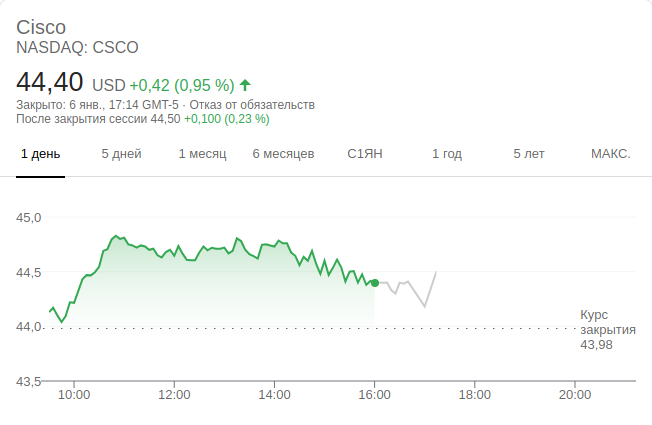 Cisco
NASDAQ: CSCO
44,40 USD +0,42 (0,95 %)
Закрыто: 6 янв., 17:14 GMT-5 · Отказ от обязательств
После закрытия сессии 44,50 +0,100 (0,23 %)
1 день 5 дней 1 месяц 6 месяцев С1ЯН 1 год 5 лет МАКС.
45,0
44,5
44,0
Курс
закрытия
43,98
43,5
10:00 12:00 14:00 16:00 18:00 20:00